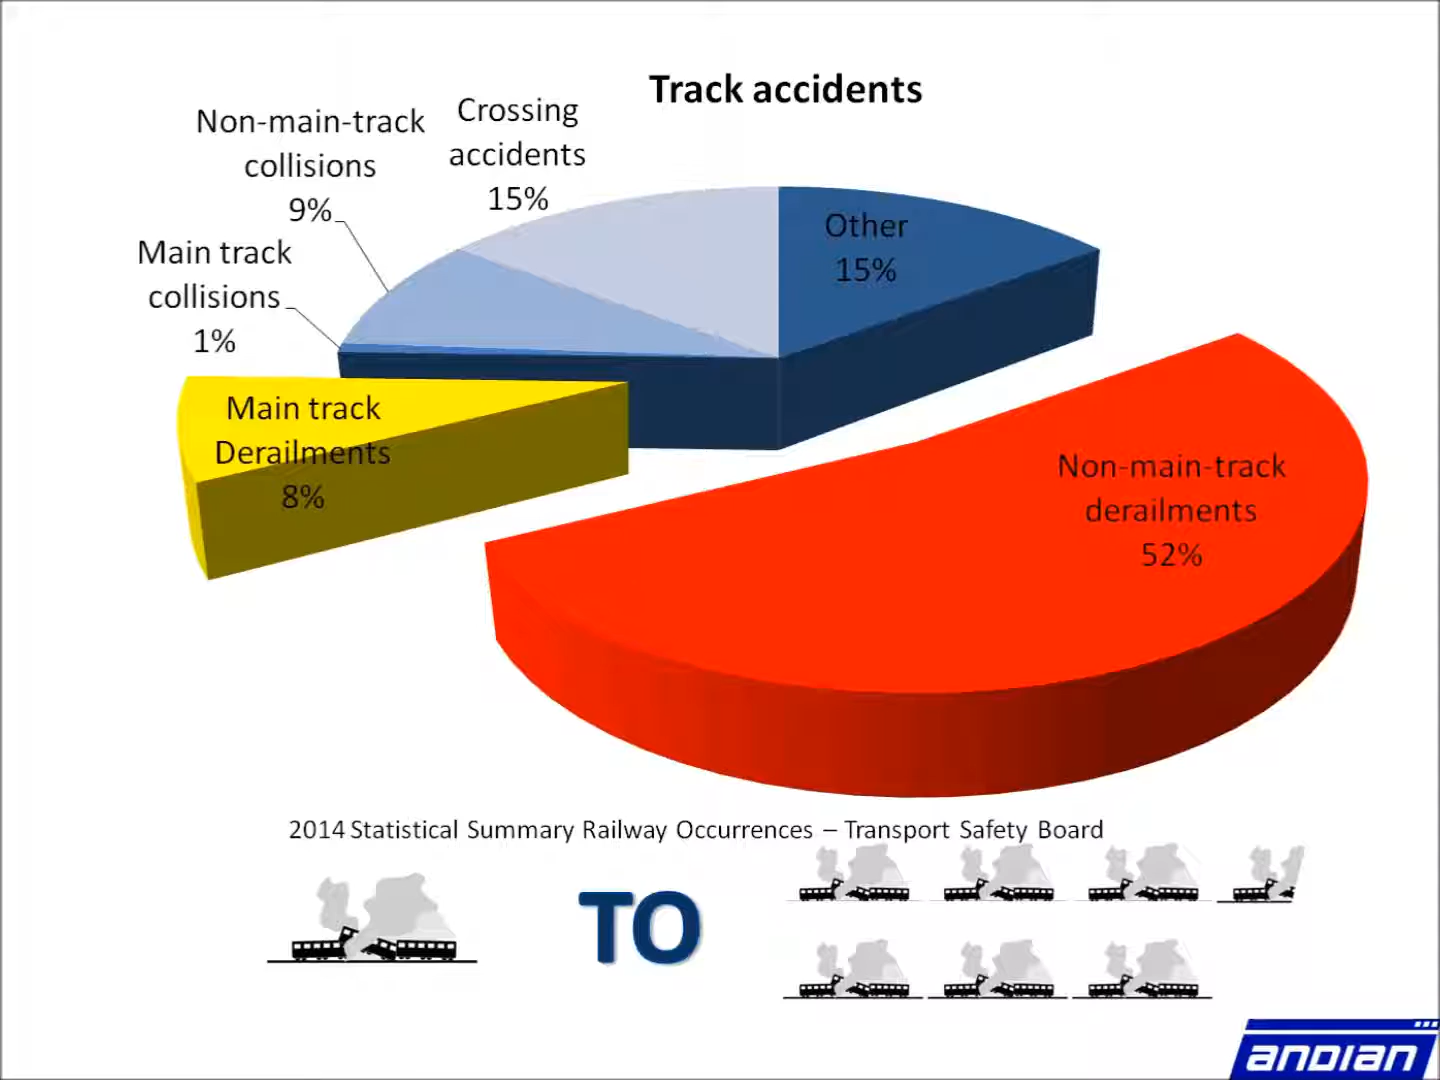 Track accidents
Non-main-track
collisions
9%
Crossing
accidents
15%
Other
15%
Main track
collisions
1%
Main track
Derailments
8%
Non-main-track
derailments
52%
2014 Statistical Summary Railway Occurrences – Transport Safety Board
TO
ANDIAN